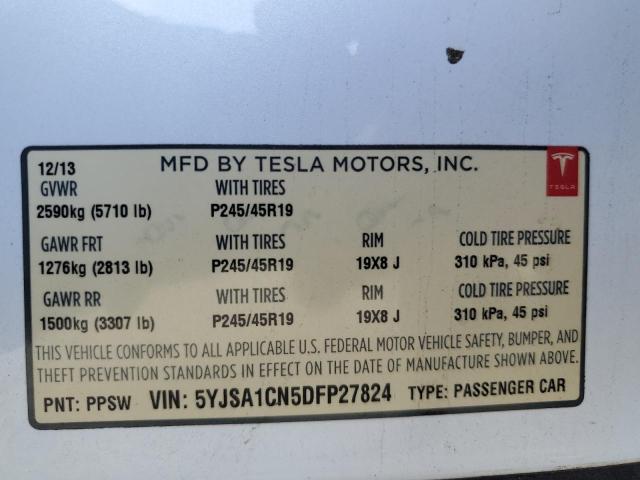 12/13 MFD BY TESLA MOTORS, INC.
TESLA
GVWR WITH TIRES
2590kg (5710 lb) P245/45R19
GAWR FRT WITH TIRES RIM COLD TIRE PRESSURE
1276kg (2813 lb) P245/45R19 19X8 J 310 kPa, 45 psi
GAWR RR WITH TIRES RIM COLD TIRE PRESSURE
1500kg (3307 lb) P245/45R19 19X8 J 310 kPa, 45 psi
THIS VEHICLE CONFORMS TO ALL APPLICABLE U.S. FEDERAL MOTOR VEHICLE SAFETY, BUMPER, AND
THEFT PREVENTION STANDARDS IN EFFECT ON THE DATE OF MANUFACTURE SHOWN ABOVE.
PNT: PPSW VIN: 5YJSA1CN5DFP27824 TYPE: PASSENGER CAR